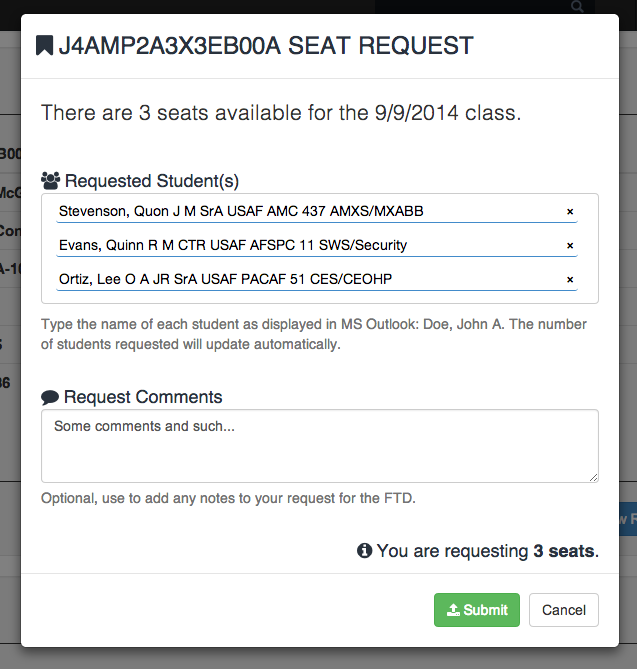 J4AMP2A3X3EB00A SEAT REQUEST
There are 3 seats available for the 9/9/2014 class.
Requested Student(s)
Stevenson, Quon J M SrA USAF AMC 437 AMXS/MXABB ×
Evans, Quinn R M CTR USAF AFSPC 11 SWS/Security ×
Ortiz, Lee O A JR SrA USAF PACAF 51 CES/CEOHP ×
Type the name of each student as displayed in MS Outlook: Doe, John A. The number
of students requested will update automatically.
Request Comments
Some comments and such...
Optional, use to add any notes to your request for the FTD.
You are requesting 3 seats.
Submit Cancel